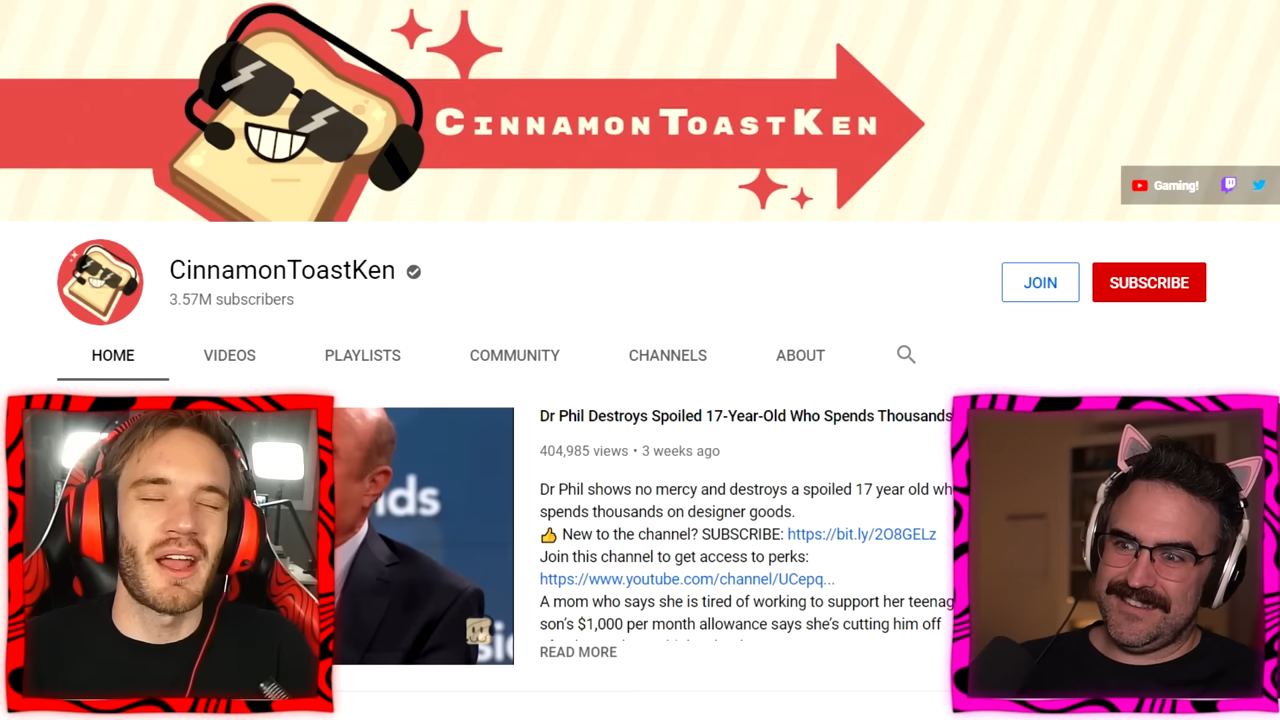 CINNAMONTOASTKEN
Gaming!
CinnamonToastKen
3.57M subscribers
JOIN
SUBSCRIBE
HOME
VIDEOS
PLAYLISTS
COMMUNITY
CHANNELS
ABOUT
nds
Dr Phil Destroys Spoiled 17-Year-Old Who Spends Thousands
404,985 views • 3 weeks ago
Dr Phil shows no mercy and destroys a spoiled 17 year old wh
spends thousands on designer goods.
👍 New to the channel? SUBSCRIBE: https://bit.ly/2O8GELz
Join this channel to get access to perks:
https://www.youtube.com/channel/UCepq...
A mom who says she is tired of working to support her teenag
son's $1,000 per month allowance says she's cutting him off
READ MORE